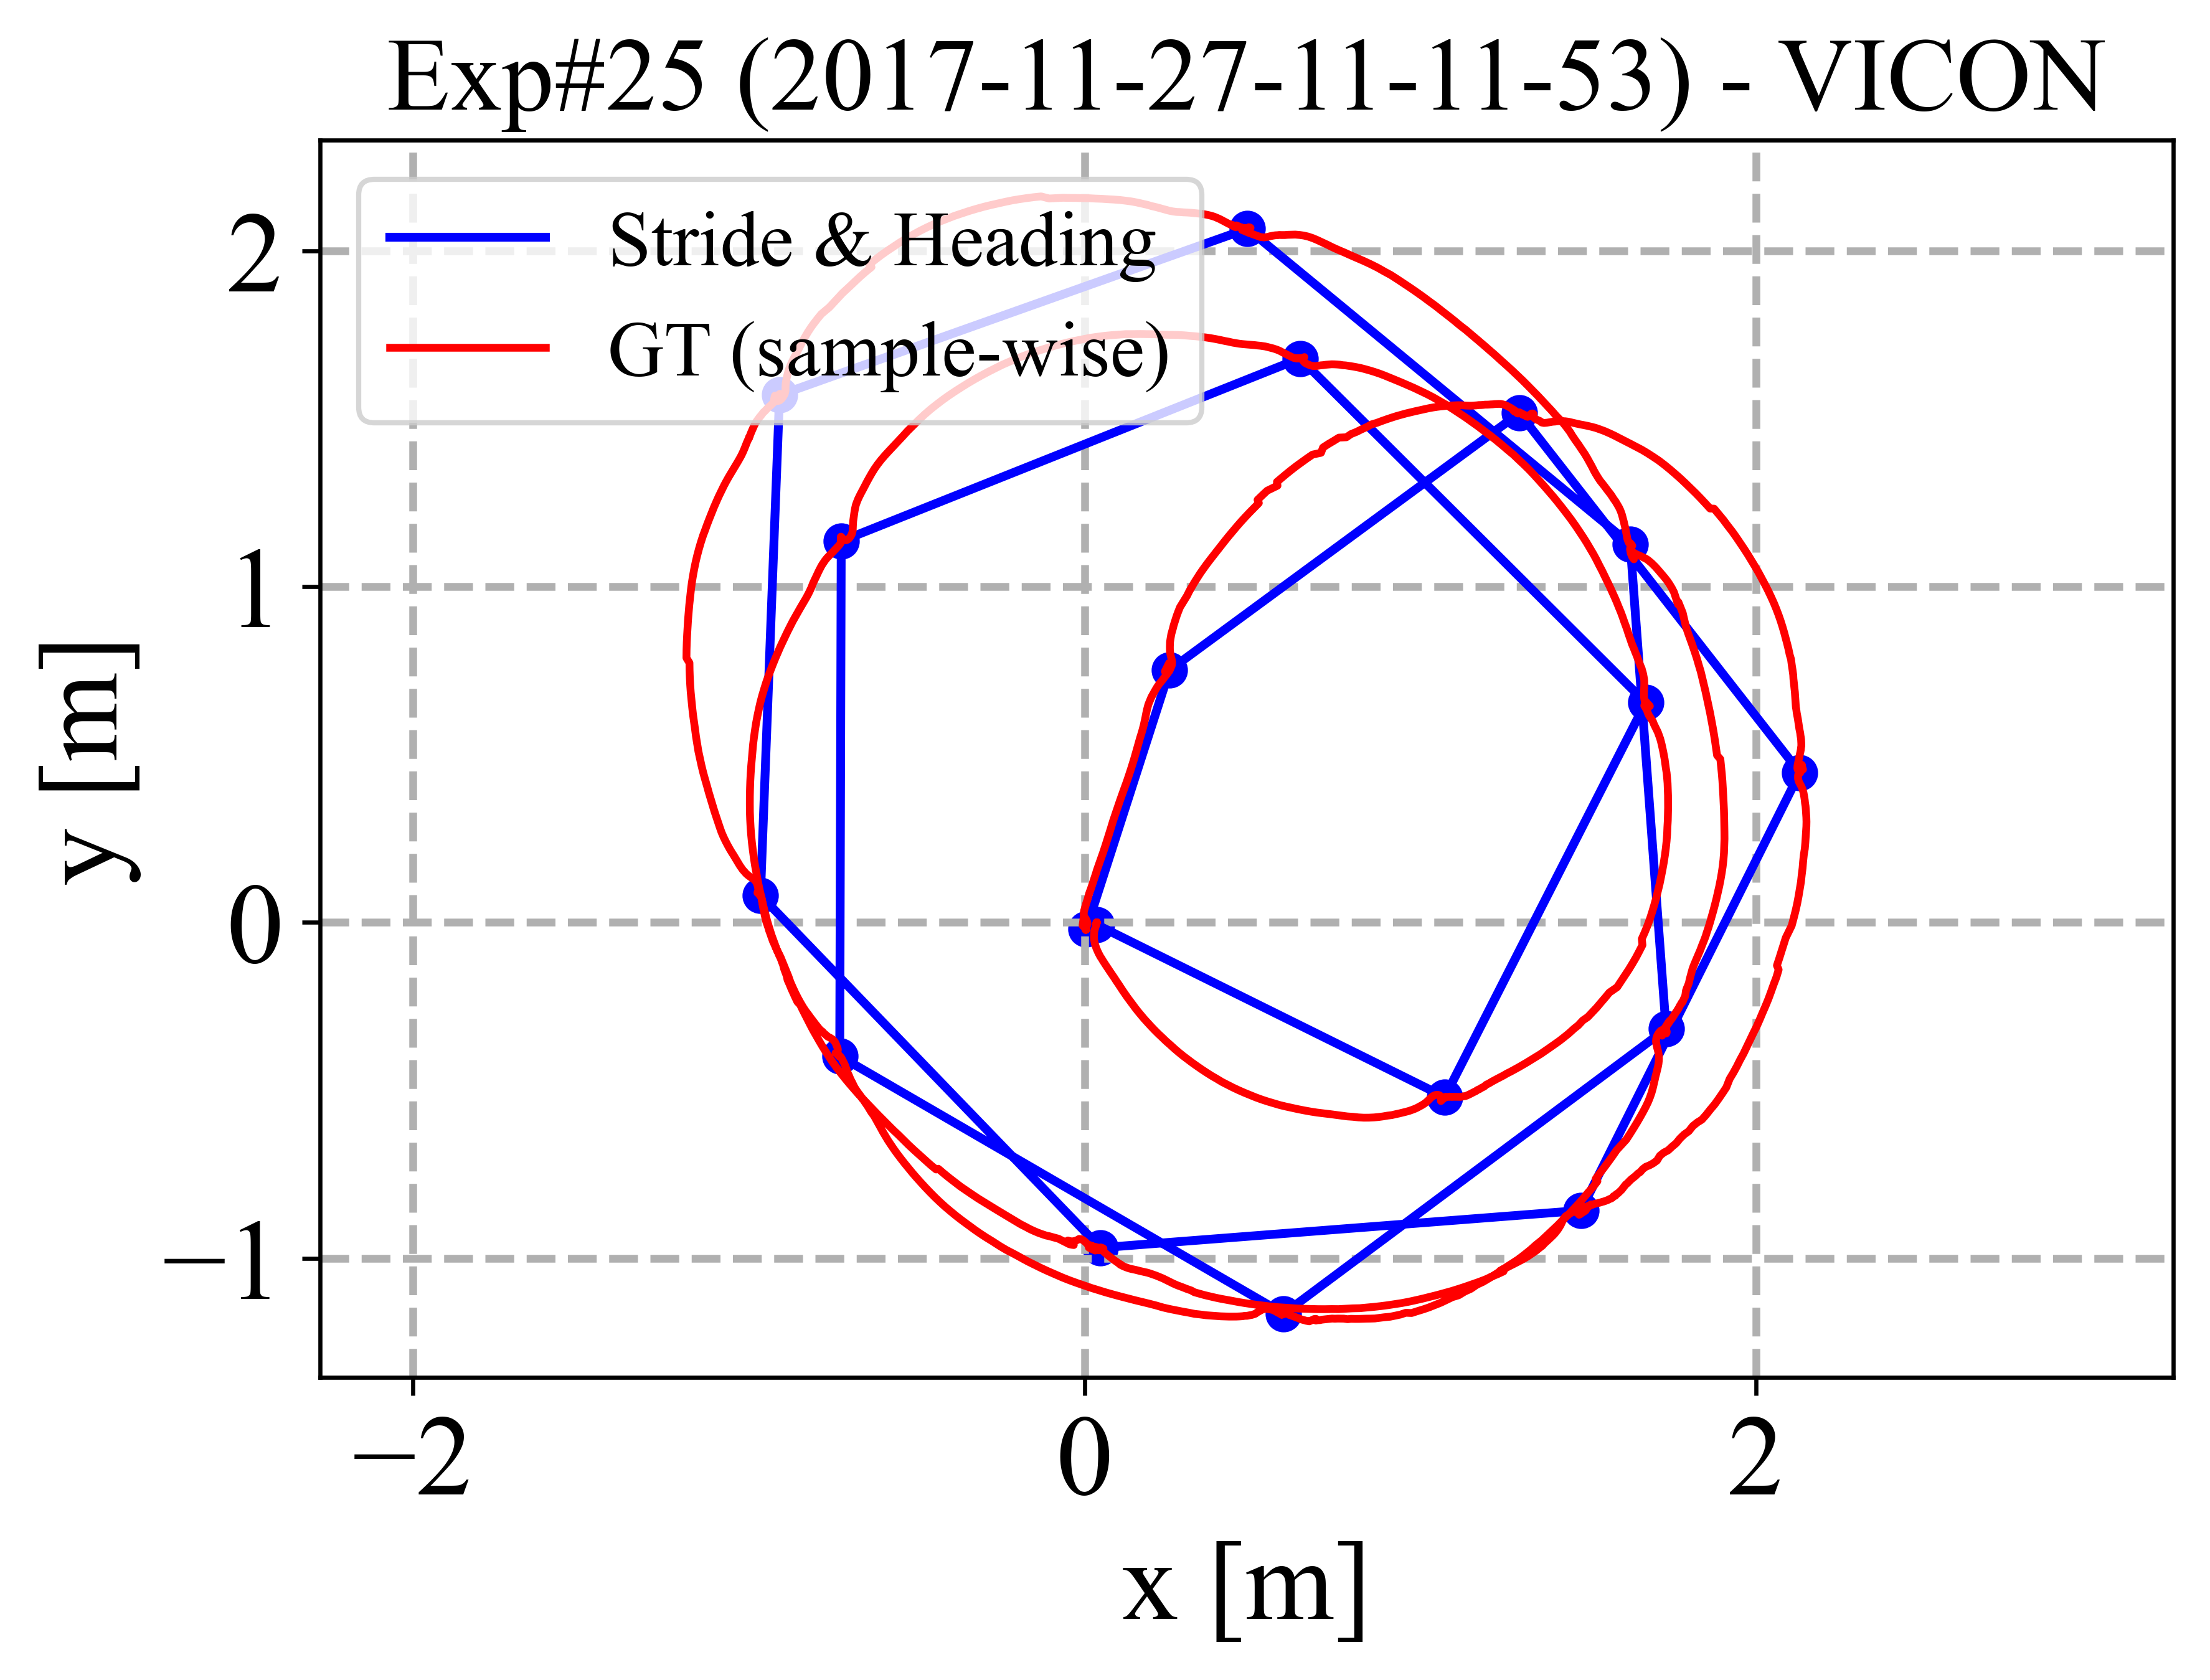 Exp#25 (2017-11-27-11-11-53) - VICON
Stride & Heading
GT (sample-wise)
y [m]
2
1
0
−1
−2 0 2
x [m]